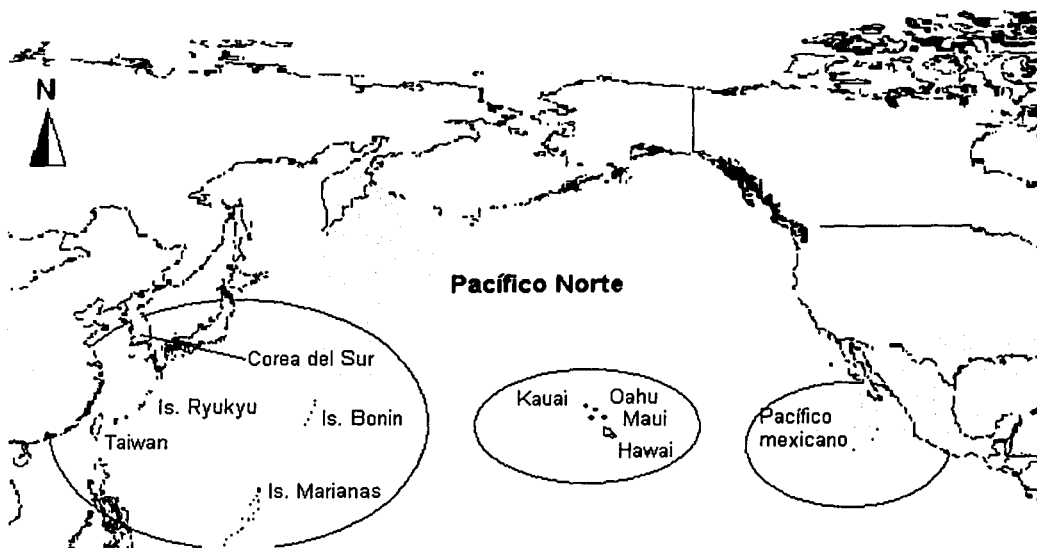 N
Pacífico Norte
Corea del Sur
Kauai
Oahu
Is. Ryukyu
Is. Bonin
Maui
Pacífico
mexicano
Taiwan
Hawai
Is. Marianas